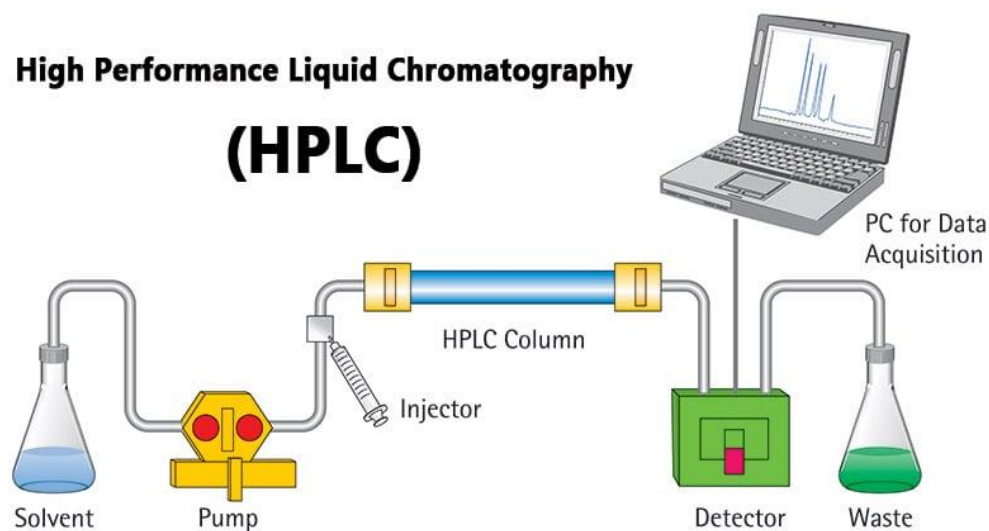 High Performance Liquid Chromatography
(HPLC)
PC for Data
Acquisition
HPLC Column
Injector
Solvent
Pump
Detector
Waste